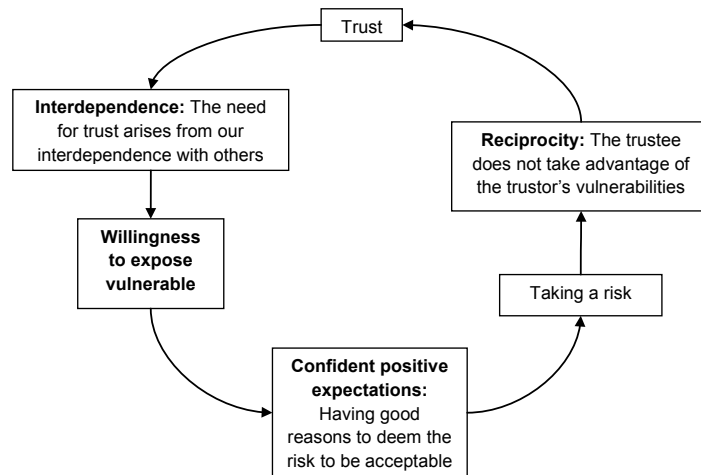 Trust
Interdependence: The need
for trust arises from our
interdependence with others
Willingness
to expose
vulnerable
Confident positive
expectations:
Having good
reasons to deem the
risk to be acceptable
Taking a risk
Reciprocity: The trustee
does not take advantage of
the trustor's vulnerabilities